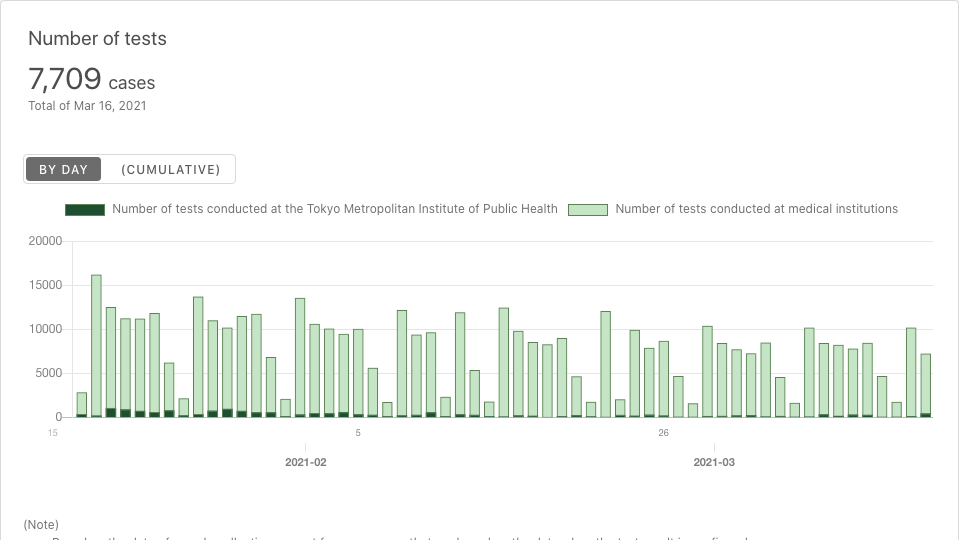 Number of tests
7,709 cases
Total of Mar 16, 2021
BY DAY (CUMULATIVE)
Number of tests conducted at the Tokyo Metropolitan Institute of Public Health Number of tests conducted at medical institutions
20000
15000
10000
5000
0
15 5 26
2021-02 2021-03
(Note)